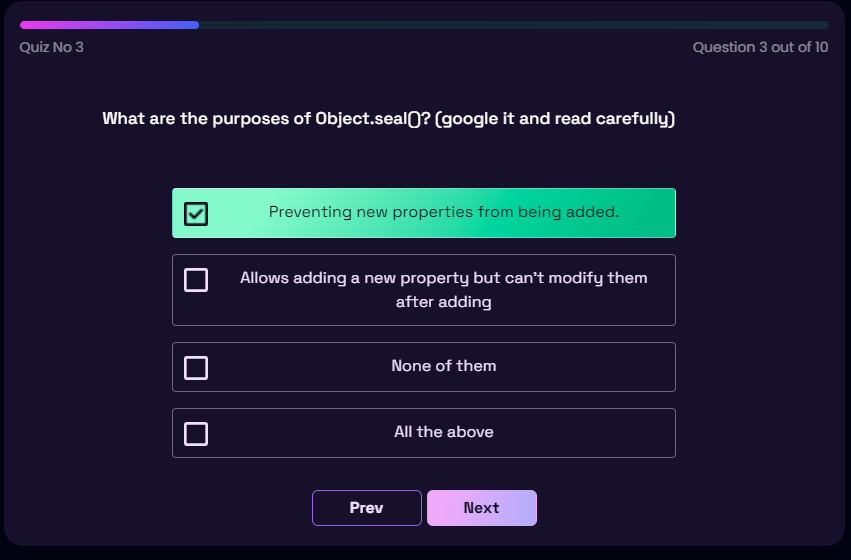 Quiz No 3
Question 3 out of 10
What are the purposes of Object.seal()? (google it and read carefully)
Preventing new properties from being added.
Allows adding a new property but can't modify them
after adding
None of them
All the above
Prev
Next